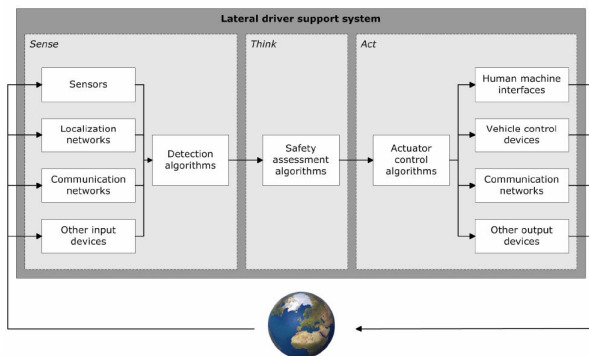 Lateral driver support system
Sense
Think
Act
Sensors
Localization
networks
Communication
networks
Other input
devices
Detection
algorithms
Safety
assessment
algorithms
Actuator
control
algorithms
Human machine
interfaces
Vehicle control
devices
Communication
networks
Other output
devices